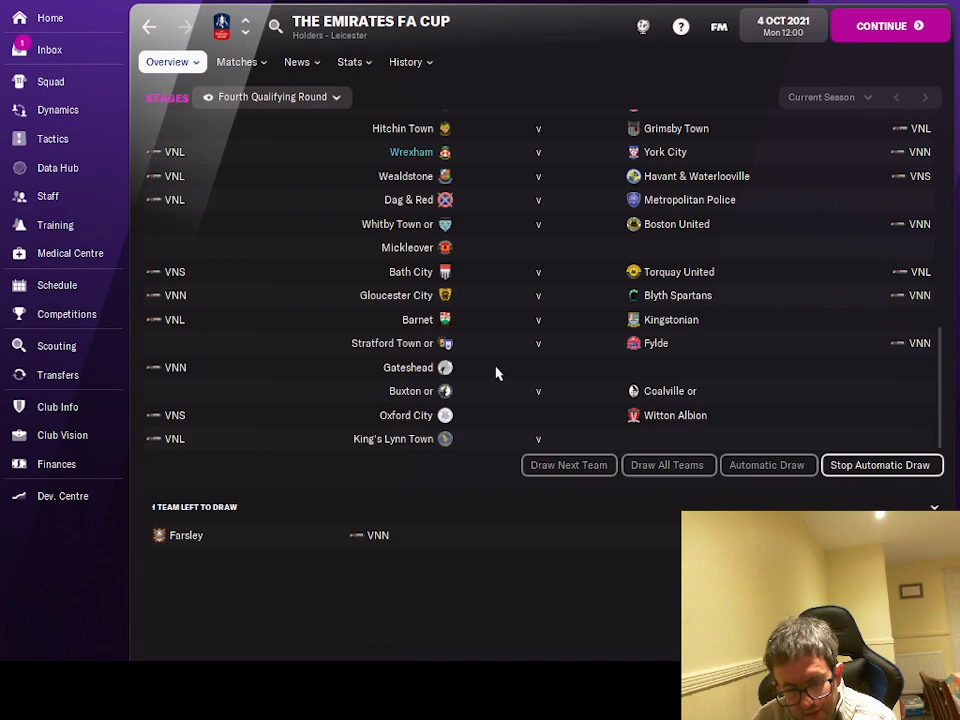 Home
1
Inbox
Squad
Dynamics
Tactics
Data Hub
Staff
Training
Medical Centre
Schedule
Competitions
Scouting
Transfers
Club Info
Club Vision
Finances
Dev. Centre
THE EMIRATES FA CUP
Holders - Leicester
? FM
4 OCT 2021
Mon 12:00
CONTINUE
Overview Matches News Stats History
STAGES Fourth Qualifying Round Current Season
Hitchin Town v Grimsby Town VNL
VNL Wrexham v York City VNN
VNL Wealdstone v Havant & Waterlooville VNS
VNL Dag & Red v Metropolitan Police
Whitby Town or v Boston United VNN
Mickleover
VNS Bath City v Torquay United VNL
VNN Gloucester City v Blyth Spartans VNN
VNL Barnet v Kingstonian
Stratford Town or v Fylde VNN
VNN Gateshead
Buxton or v Coalville or
VNS Oxford City Witton Albion
VNL King's Lynn Town v
Draw Next Team Draw All Teams Automatic Draw Stop Automatic Draw
1 TEAM LEFT TO DRAW
Farsley VNN